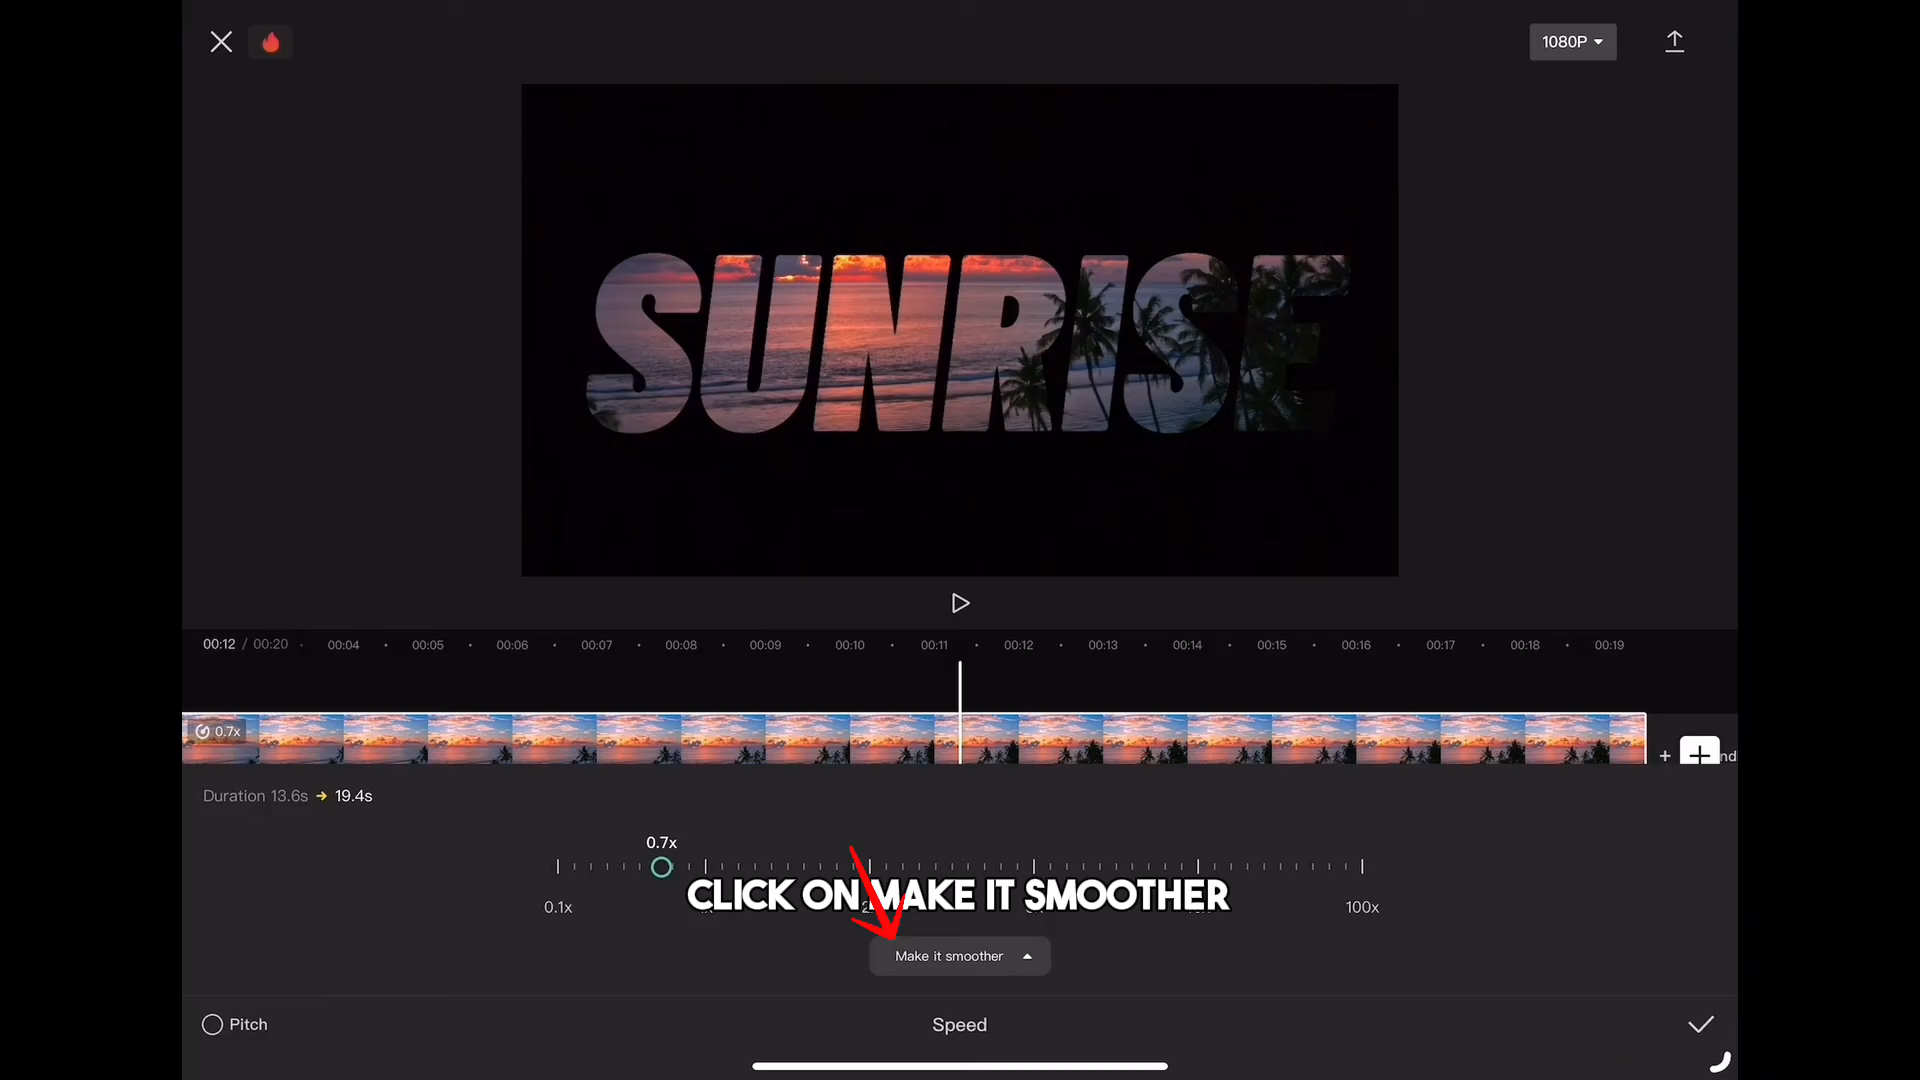 1080P
SUNRISE
00:12 / 00:20 00:04 00:05 00:06 00:07 00:08 00:09 00:10 00:11 00:12 00:13 00:14 00:15 00:16 00:17 00:18 00:19
0.7x
+ + nd
Duration 13.6s → 19.4s
0.7x
CLICK ON MAKE IT SMOOTHER
0.1x 100x
Make it smoother
Pitch Speed